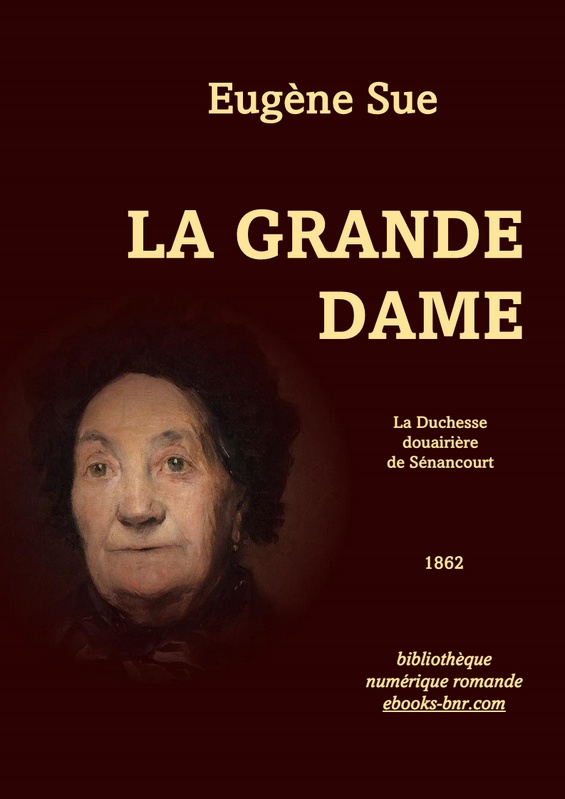 Eugène Sue
LA GRANDE
DAME
La Duchesse
douairière
de Sénancourt
1862
bibliothèque
numérique romande
ebooks-bnr.com